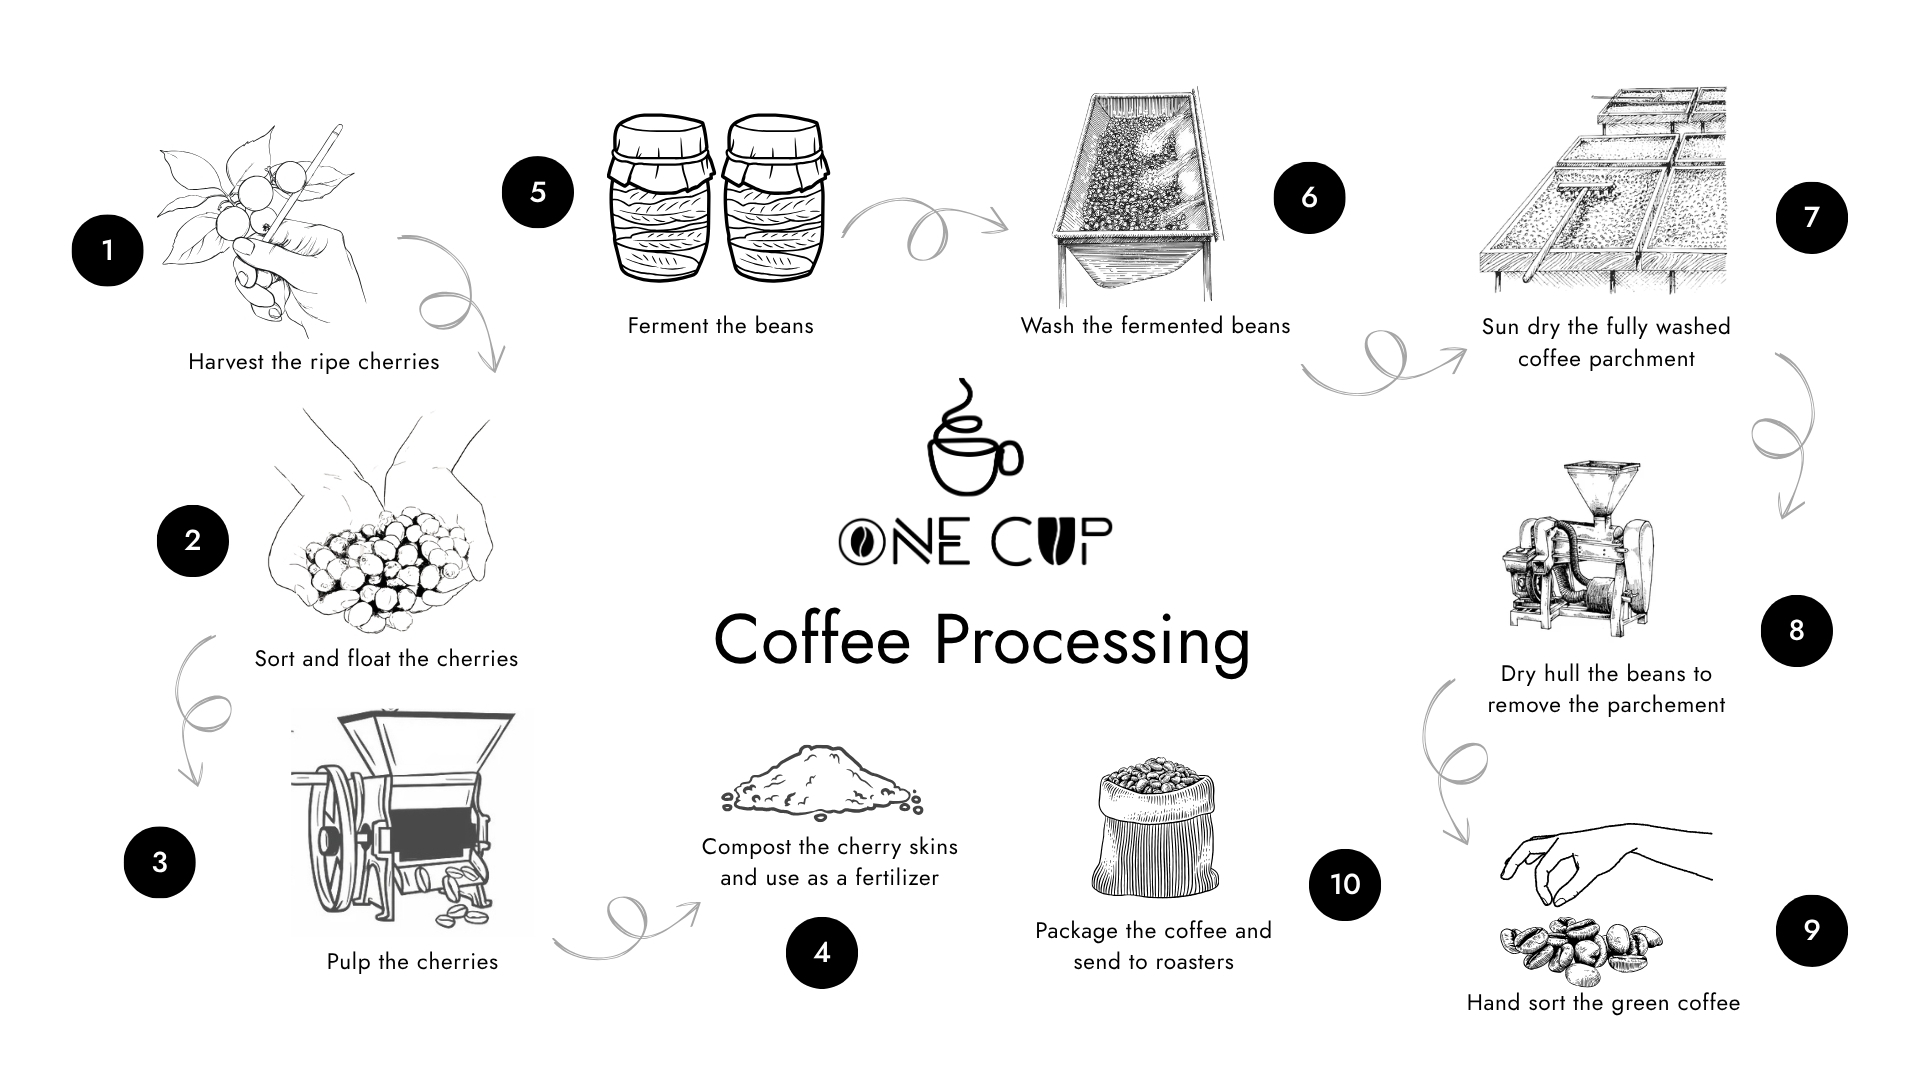 1
Harvest the ripe cherries
2
Sort and float the cherries
3
Pulp the cherries
Compost the cherry skins
and use as a fertilizer
4
5
Ferment the beans
Wash the fermented beans
6
Sun dry the fully washed
coffee parchment
7
Dry hull the beans to
remove the parchement
8
Hand sort the green coffee
9
Package the coffee and
send to roasters
10
ONE CUP
Coffee Processing